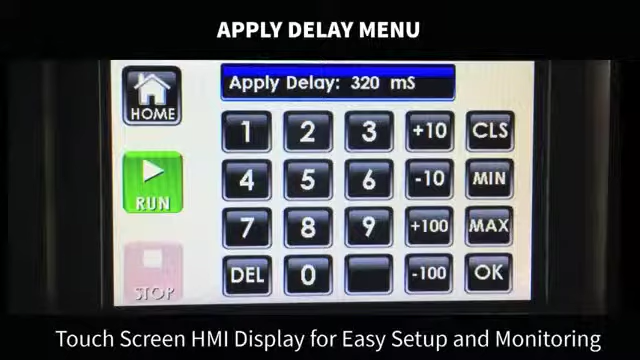 APPLY DELAY MENU
Apply Delay: 320 mS
HOME
1 2 3 +10 CLS
4 5 6 -10 MIN
RUN
7 8 9 +100 MAX
DEL 0 -100 OK
STOP
Touch Screen HMI Display for Easy Setup and Monitoring